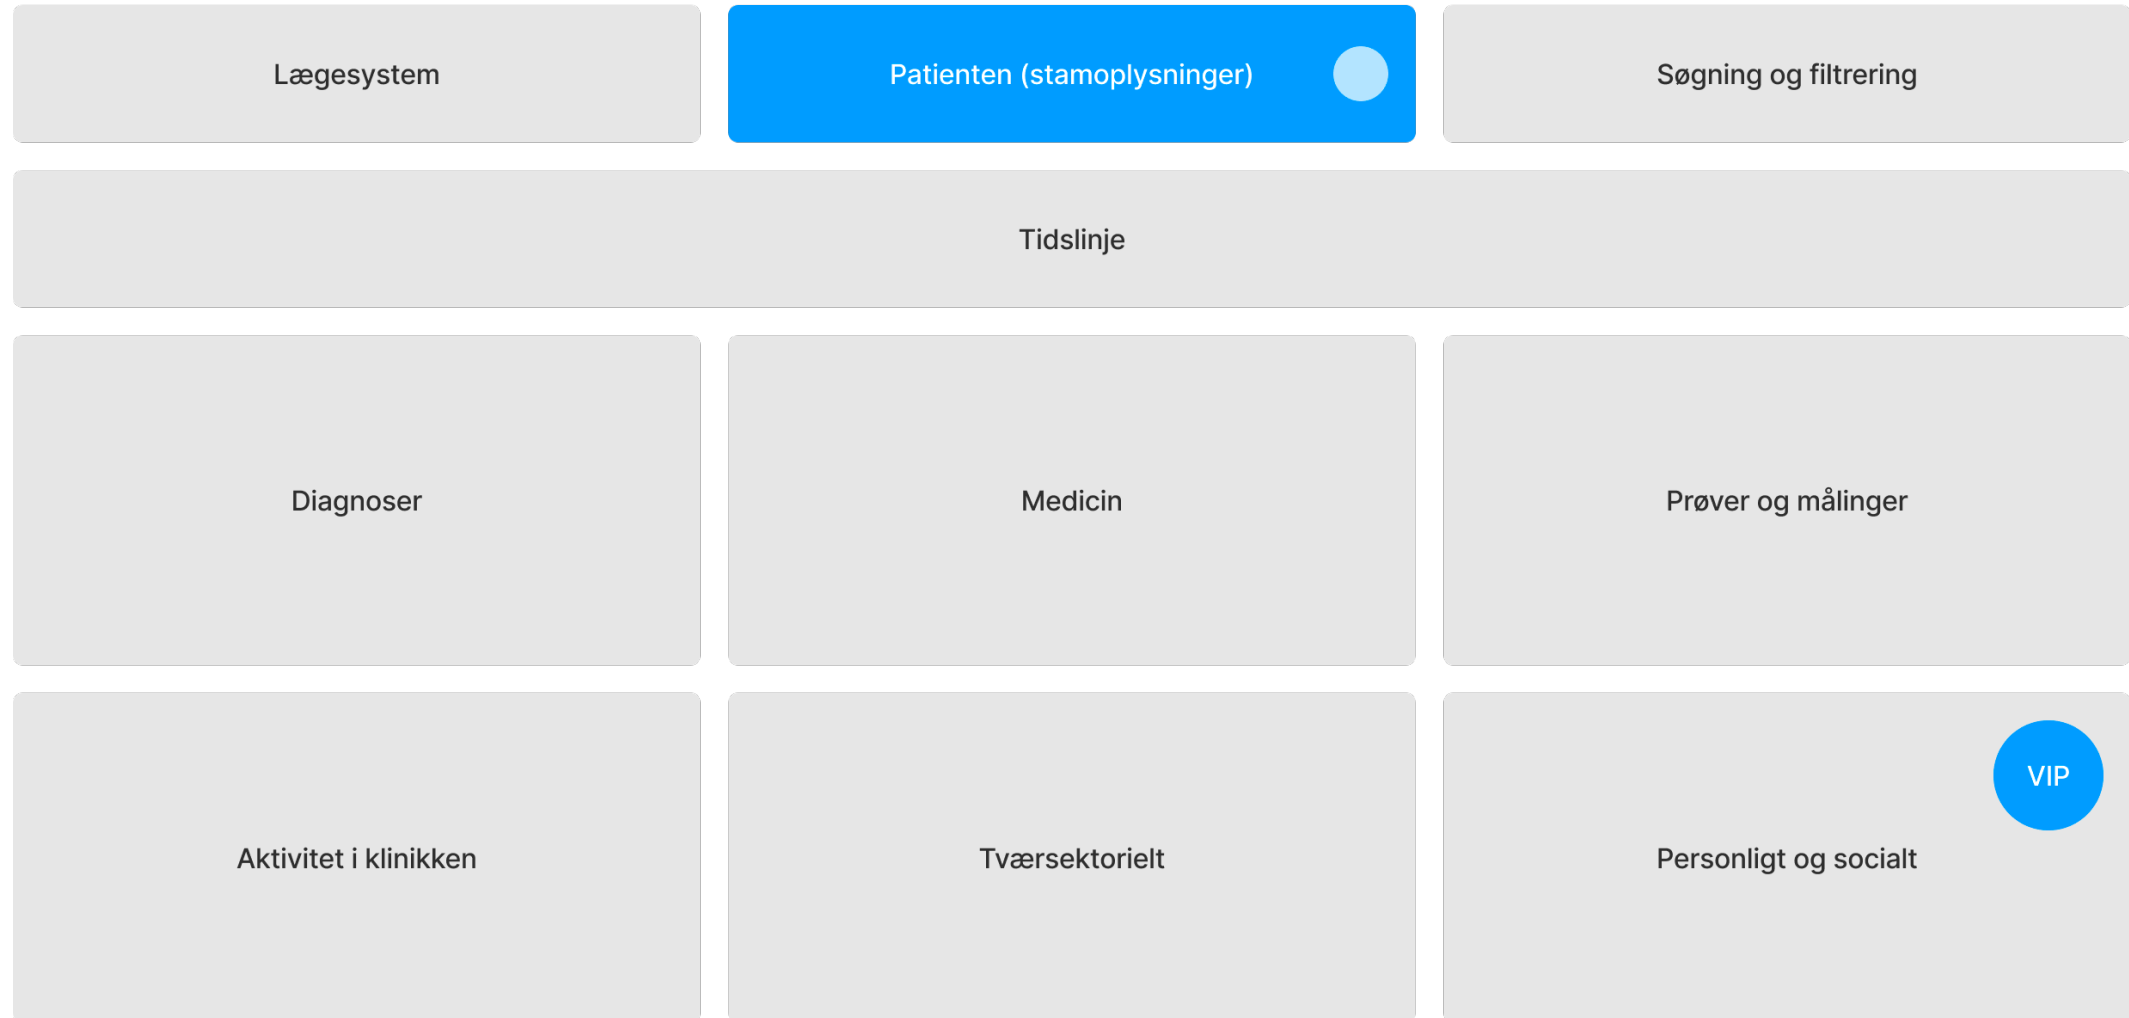 Lægesystem
Patienten (stamoplysninger)
Søgning og filtrering
Tidslinje
Diagnoser
Medicin
Prøver og målinger
Aktivitet i klinikken
Tværsektorielt
VIP
Personligt og socialt